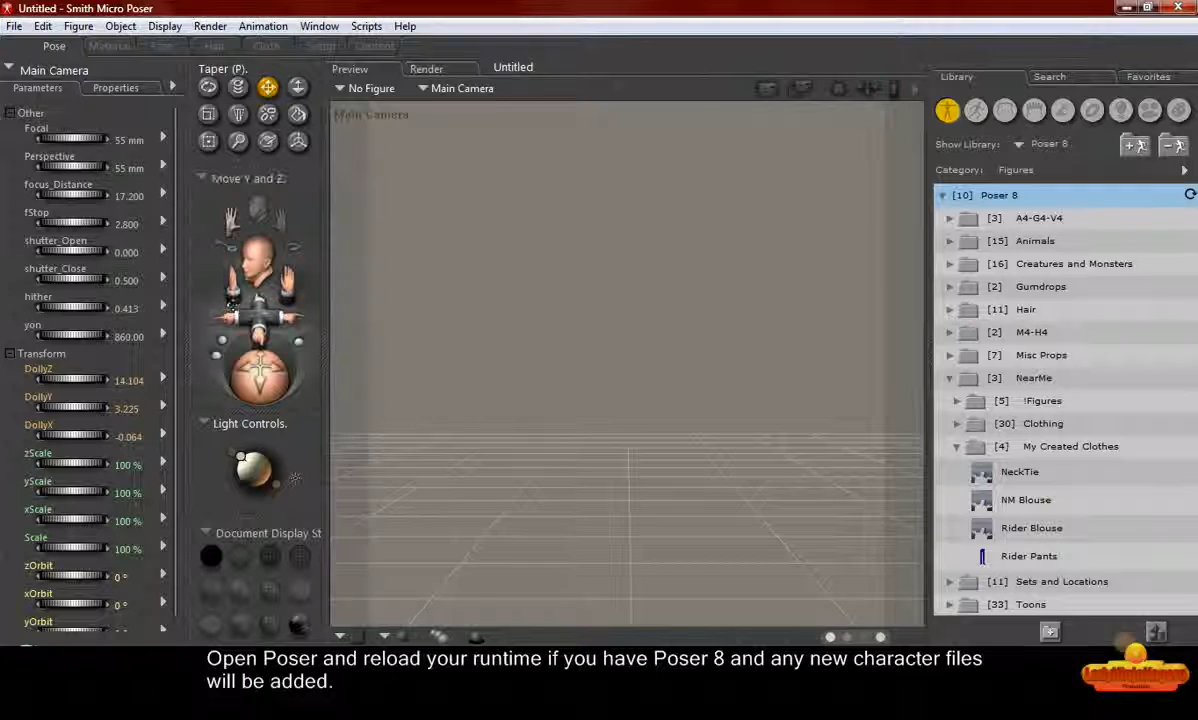 Untitled - Smith Micro Poser
File Edit Figure Object Display Render Animation Window Scripts Help
Pose Material Face Hair Cloth Setup Content
Main Camera
Parameters Properties
Other
Focal
55 mm
Perspective
55 mm
focus_Distance
17.200
fStop
2.800
shutter_Open
0.000
shutter_Close
0.500
hither
0.413
yon
860.00
Transform
DollyZ
14.104
DollyY
3.225
DollyX
-0.064
zScale
100 %
yScale
100 %
xScale
100 %
Scale
100 %
zOrbit
0 °
xOrbit
0 °
yOrbit
Taper (P).
Move Y and Z.
Light Controls.
Document Display St
Preview Render Untitled
No Figure Main Camera
Main Camera
Library Search Favorites
Show Library: Poser 8
Category: Figures
[10] Poser 8
[3] A4-G4-V4
[15] Animals
[16] Creatures and Monsters
[2] Gumdrops
[11] Hair
[2] M4-H4
[7] Misc Props
[3] NearMe
[5] !Figures
[30] Clothing
[4] My Created Clothes
NeckTie
NM Blouse
Rider Blouse
Rider Pants
[11] Sets and Locations
[33] Toons
Open Poser and reload your runtime if you have Poser 8 and any new character files
will be added.